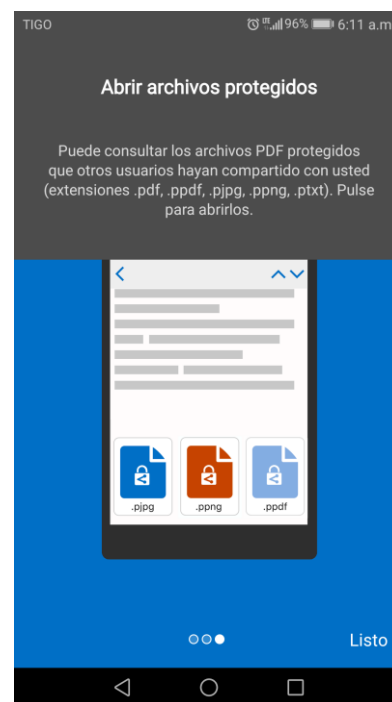 TIGO 96% 6:11 a.m
Abrir archivos protegidos
Puede consultar los archivos PDF protegidos
que otros usuarios hayan compartido con usted
(extensiones .pdf, .ppdf, .pjpg, .ppng, .ptxt). Pulse
para abrirlos.
.pjpg .ppng .ppdf
Listo